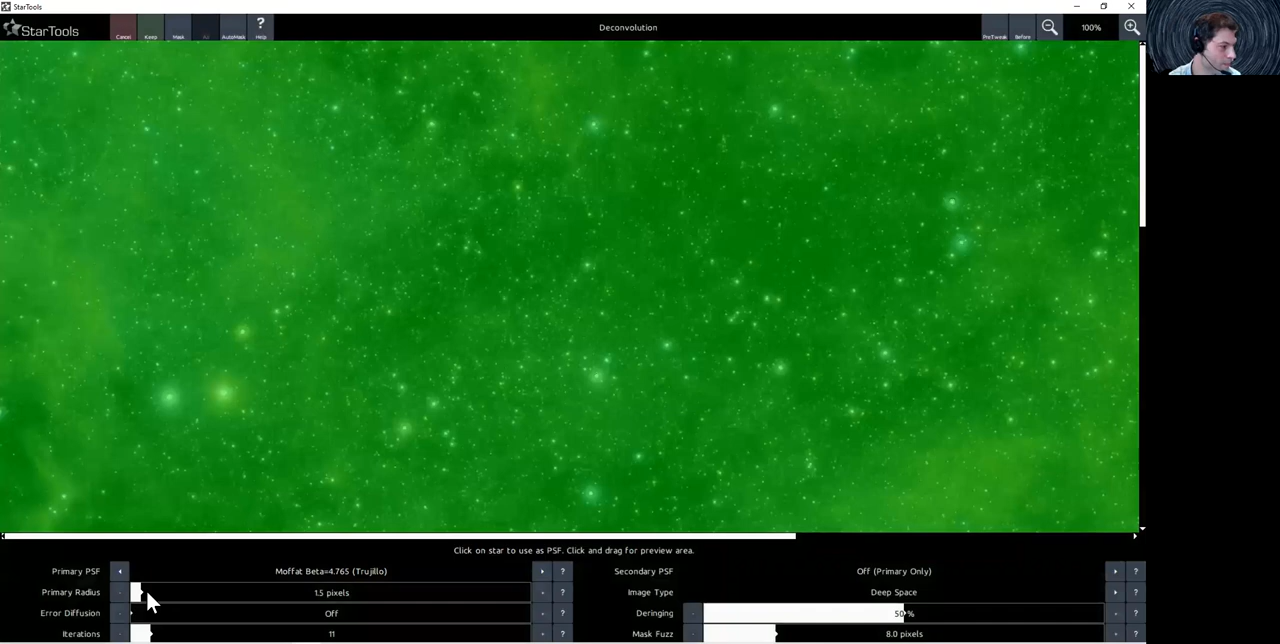 StarTools
StarTools
Cancel
Keep
Mask
AutoMask
?
Help
Deconvolution
PreTweak
Before
100%
Click on star to use as PSF. Click and drag for preview area.
Primary PSF
Moffat Beta=4.765 (Trujillo)
?
Secondary PSF
Off (Primary Only)
?
Primary Radius
-
1.5 pixels
+
?
Image Type
Deep Space
?
Error Diffusion
-
Off
+
?
Deringing
-
50 %
+
?
Iterations
-
11
+
?
Mask Fuzz
-
8.0 pixels
+
?